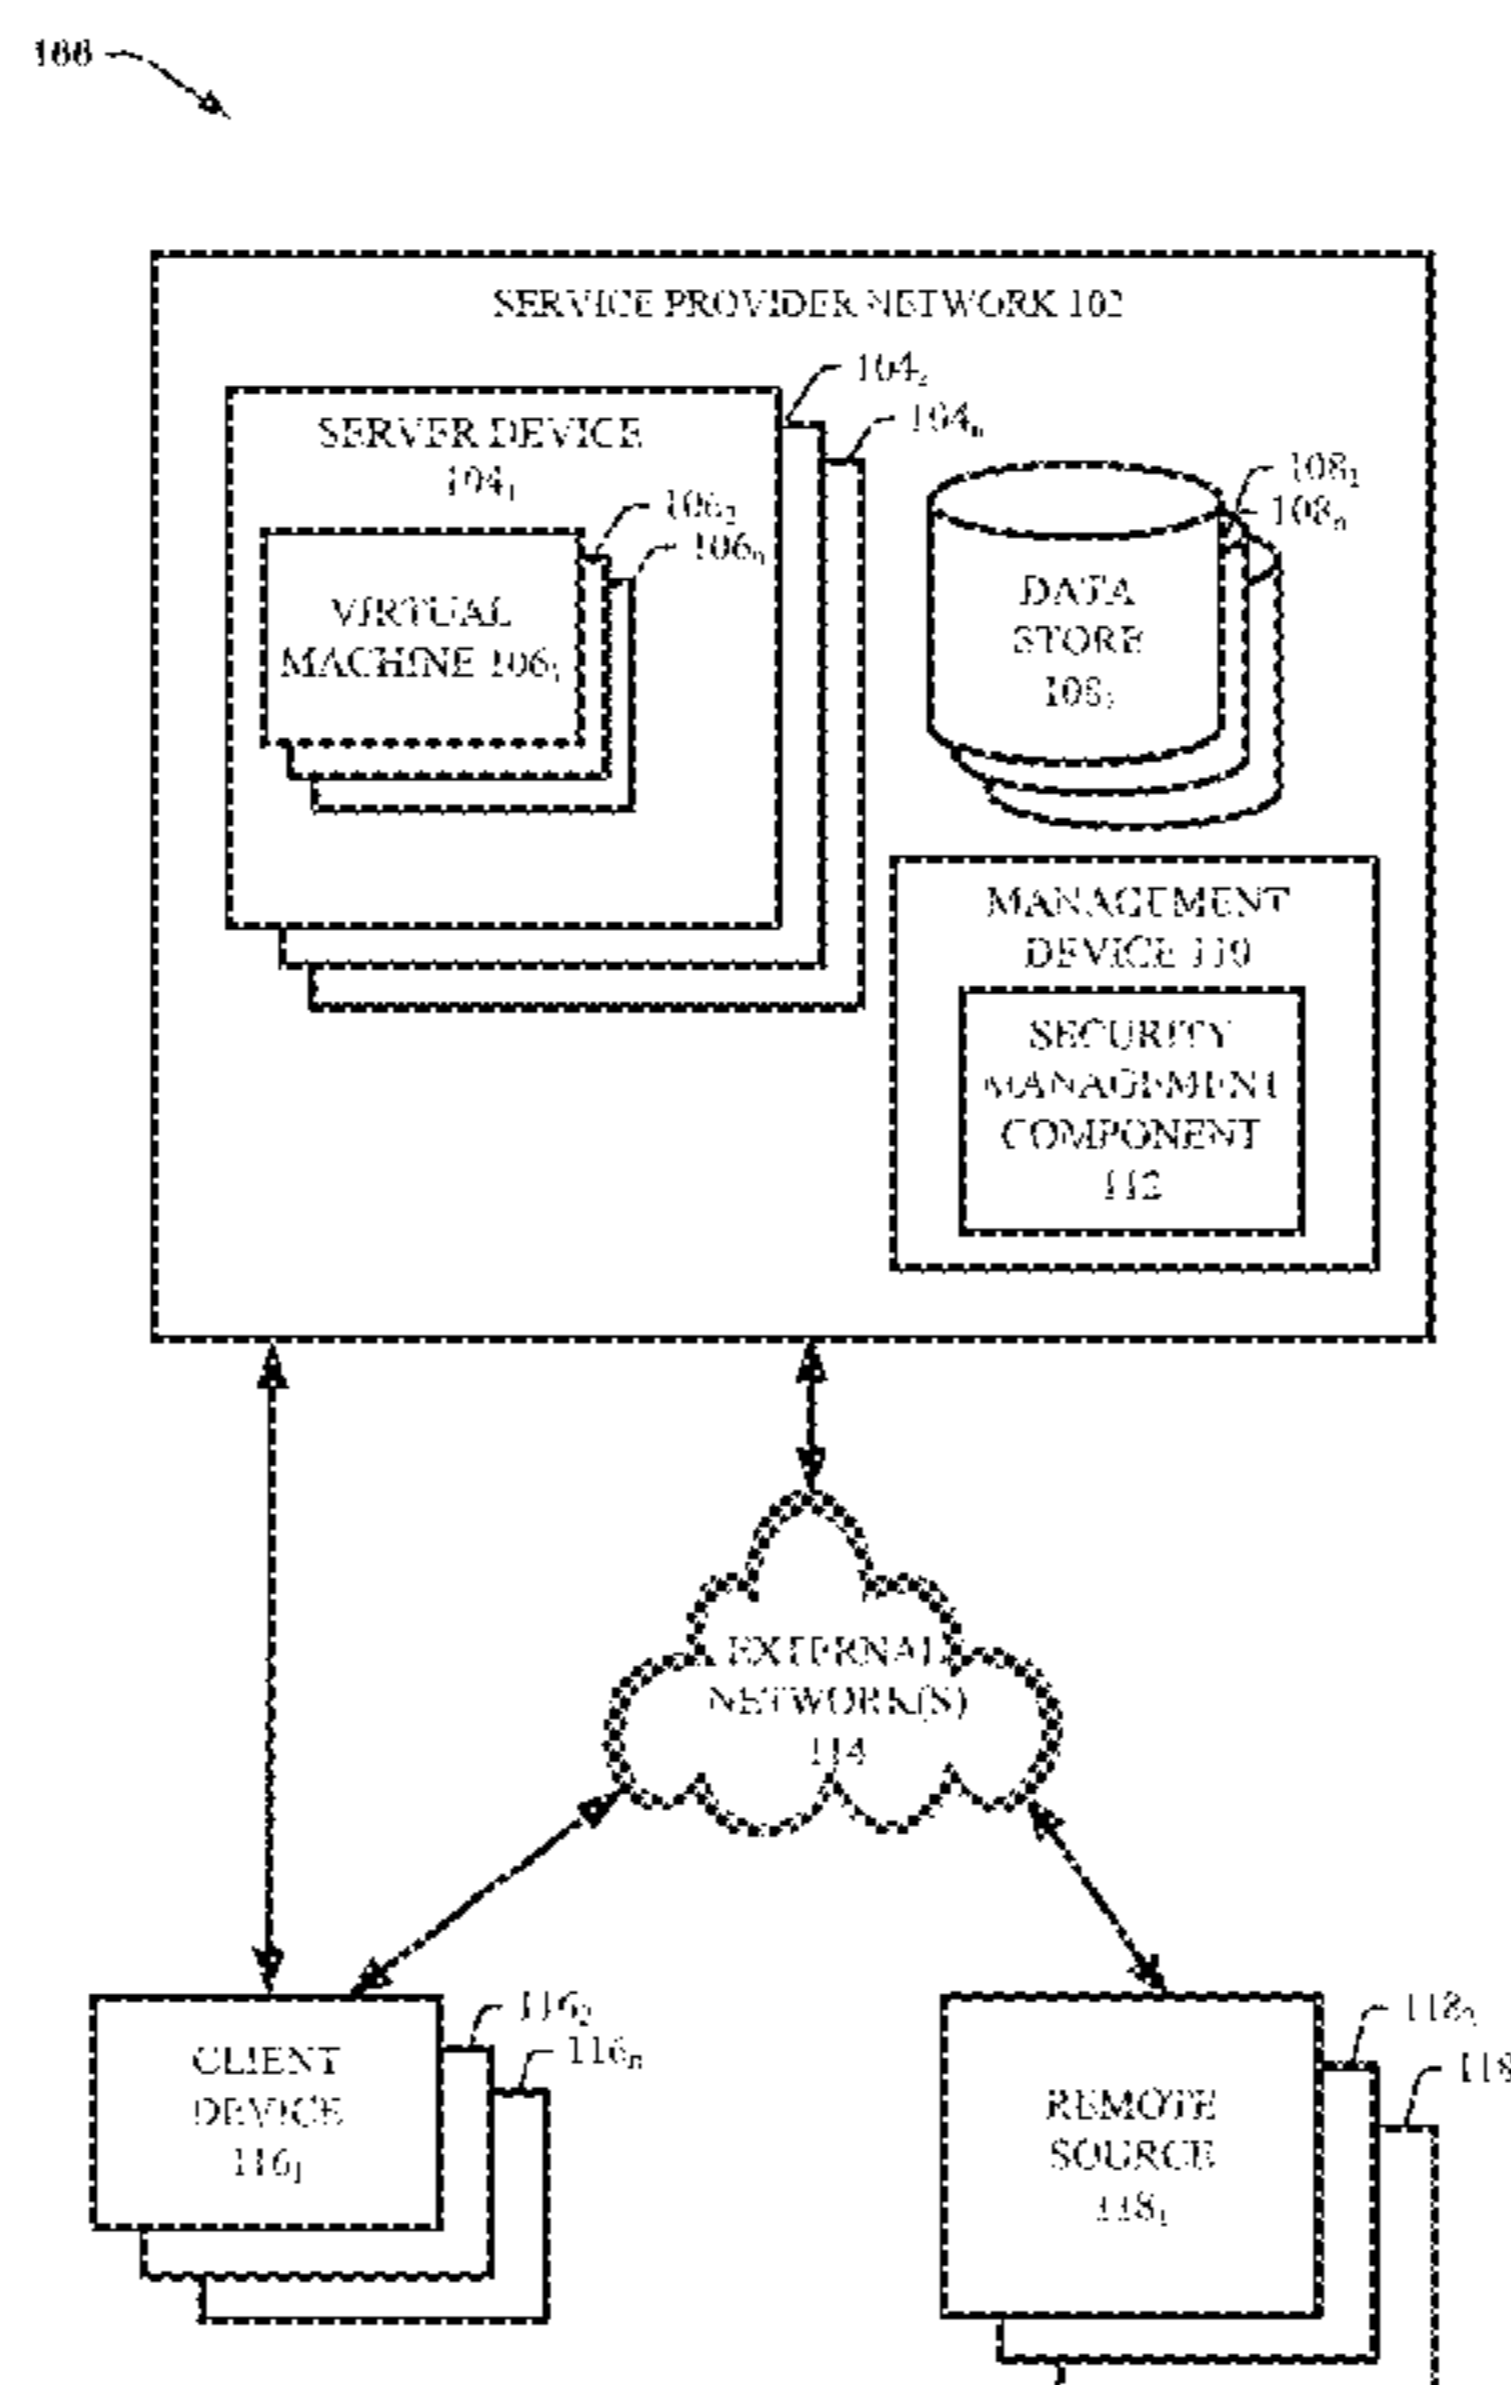 100
SERVICE PROVIDER NETWORK 102
104₂
104ₙ
SERVER DEVICE
104₁
106₂
106ₙ
VIRTUAL
MACHINE 106₁
108₂
108ₙ
DATA
STORE
108₁
MANAGEMENT
DEVICE 110
SECURITY
MANAGEMENT
COMPONENT
112
EXTERNAL
NETWORK(S)
114
116₂
116ₙ
CLIENT
DEVICE
116₁
118₂
118
REMOTE
SOURCE
118₁